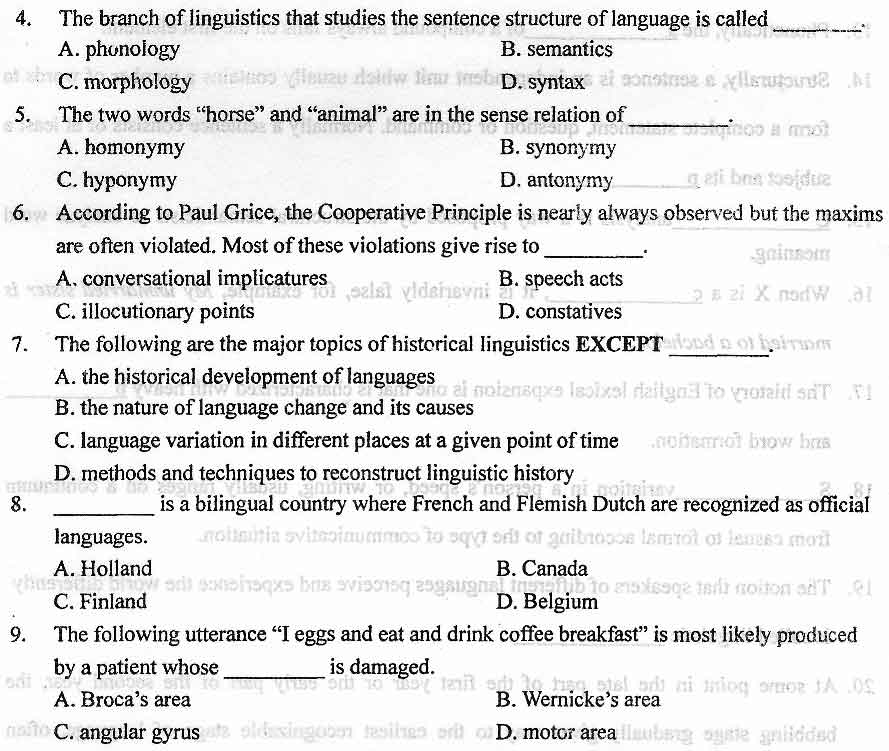 4. The branch of linguistics that studies the sentence structure of language is called ________.
A. phonology B. semantics
C. morphology D. syntax
5. The two words “horse” and “animal” are in the sense relation of ________.
A. homonymy B. synonymy
C. hyponymy D. antonymy
6. According to Paul Grice, the Cooperative Principle is nearly always observed but the maxims
are often violated. Most of these violations give rise to ________.
A. conversational implicatures B. speech acts
C. illocutionary points D. constatives
7. The following are the major topics of historical linguistics EXCEPT ________.
A. the historical development of languages
B. the nature of language change and its causes
C. language variation in different places at a given point of time
D. methods and techniques to reconstruct linguistic history
8. ________ is a bilingual country where French and Flemish Dutch are recognized as official
languages.
A. Holland B. Canada
C. Finland D. Belgium
9. The following utterance “I eggs and eat and drink coffee breakfast” is most likely produced
by a patient whose ________ is damaged.
A. Broca’s area B. Wernicke’s area
C. angular gyrus D. motor area